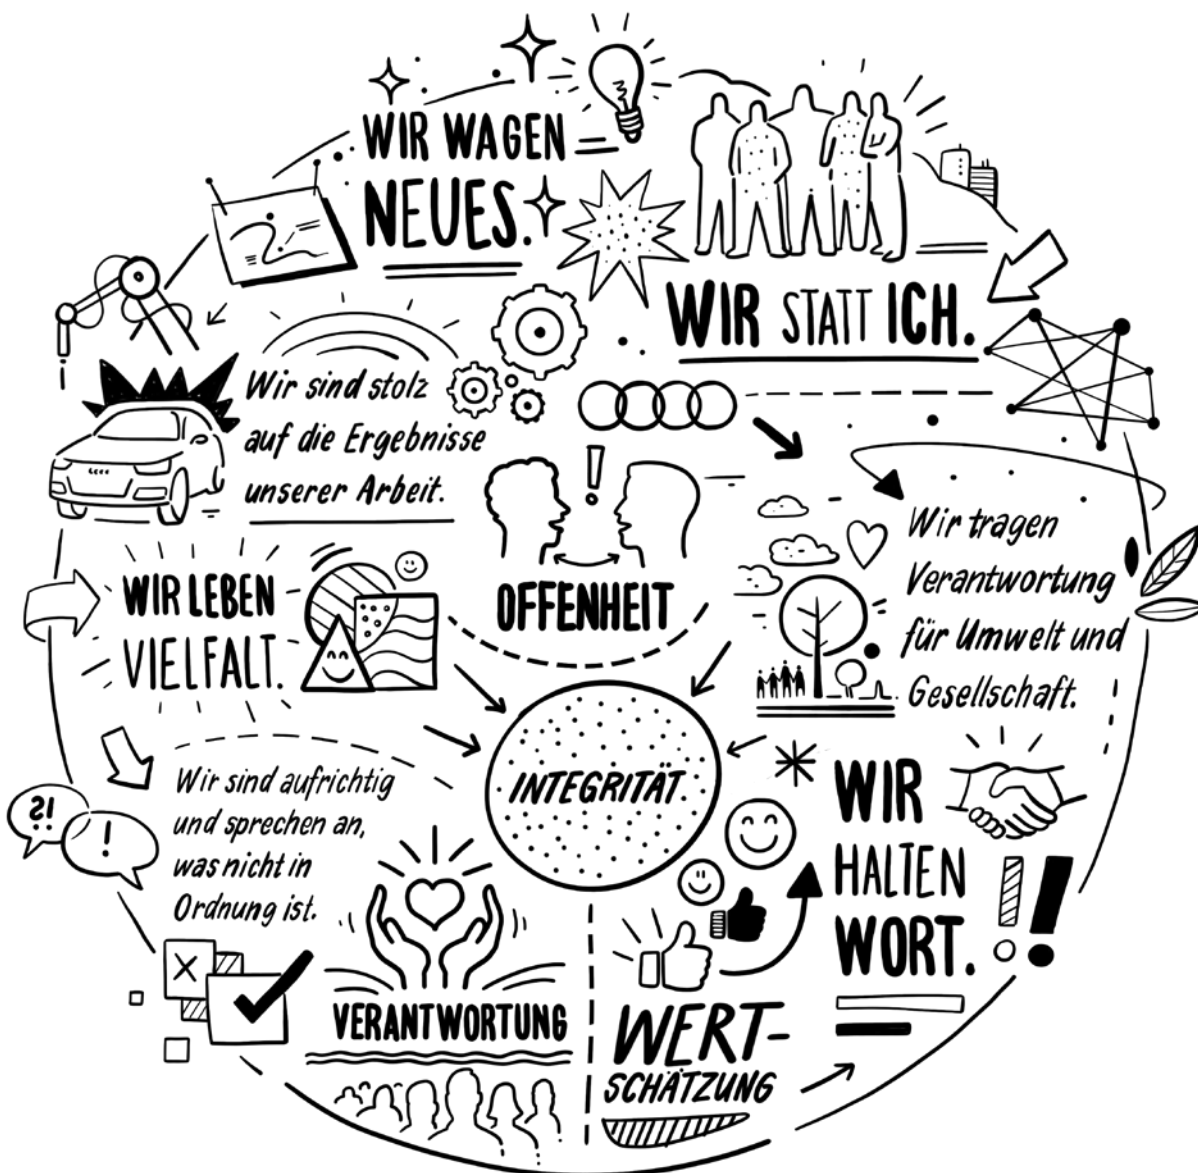 WIR WAGEN
NEUES.
WIR STATT ICH.
Wir sind stolz
auf die Ergebnisse
unserer Arbeit.
!
OFFENHEIT
Wir tragen
Verantwortung
für Umwelt und
Gesellschaft.
WIR LEBEN
VIELFALT.
INTEGRITÄT
Wir sind aufrichtig
und sprechen an,
was nicht in
Ordnung ist.
?!
!
WIR
HALTEN
WORT.
!!
VERANTWORTUNG
WERT-
SCHÄTZUNG